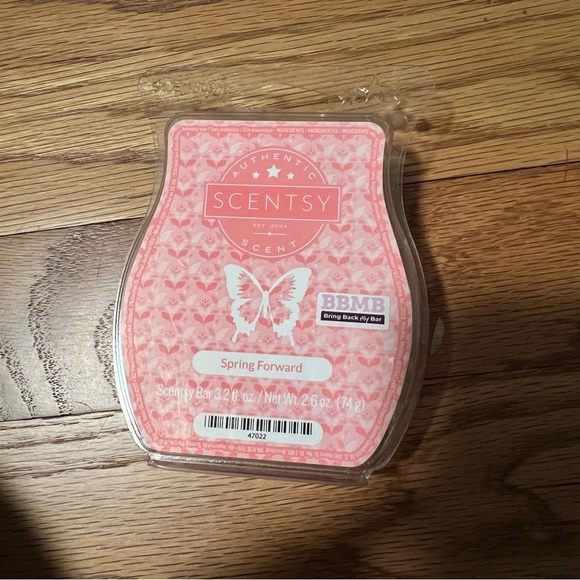 AUTHENTIC
SCENTSY
EST. 2004
SCENT
BBMB
Bring Back My Bar
Spring Forward
Scentsy Bar 3.2 fl. oz. / Net Wt. 2.6 oz. (74 g)
47022